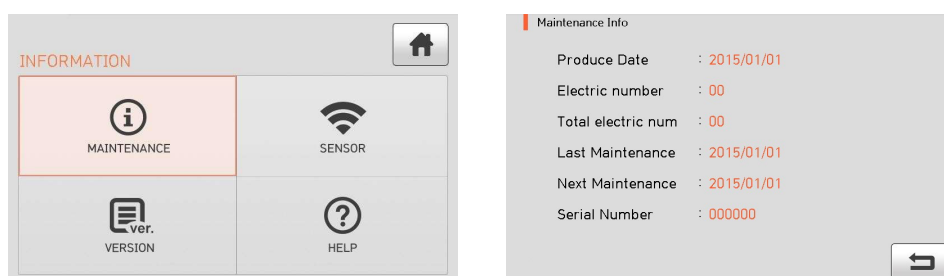 INFORMATION
MAINTENANCE
SENSOR
ver.
VERSION
HELP
Maintenance Info
Produce Date : 2015/01/01
Electric number : 00
Total electric num : 00
Last Maintenance : 2015/01/01
Next Maintenance : 2015/01/01
Serial Number : 000000